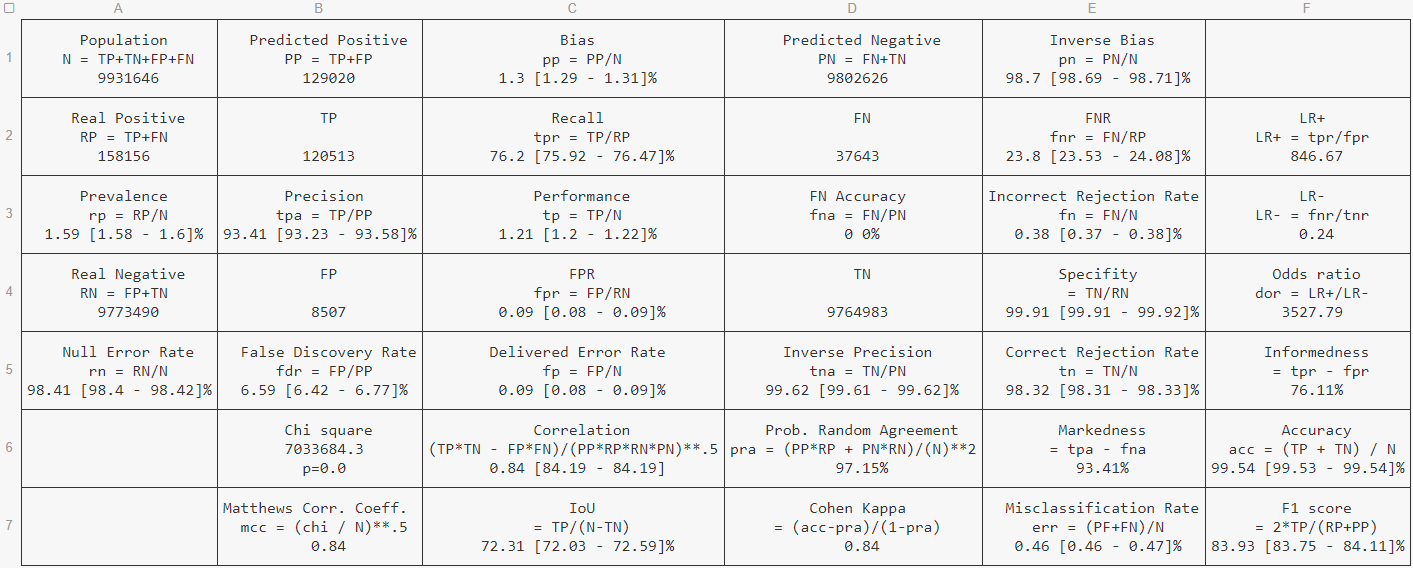 A B C D E F
1
Population
N = TP+TN+FP+FN
9931646
Predicted Positive
PP = TP+FP
129020
Bias
pp = PP/N
1.3 [1.29 - 1.31]%
Predicted Negative
PN = FN+TN
9802626
Inverse Bias
pn = PN/N
98.7 [98.69 - 98.71]%
2
Real Positive
RP = TP+FN
158156
TP
120513
Recall
tpr = TP/RP
76.2 [75.92 - 76.47]%
FN
37643
FNR
fnr = FN/RP
23.8 [23.53 - 24.08]%
LR+
LR+ = tpr/fpr
846.67
3
Prevalence
rp = RP/N
1.59 [1.58 - 1.6]%
Precision
tpa = TP/PP
93.41 [93.23 - 93.58]%
Performance
tp = TP/N
1.21 [1.2 - 1.22]%
FN Accuracy
fna = FN/PN
0 0%
Incorrect Rejection Rate
fn = FN/N
0.38 [0.37 - 0.38]%
LR-
LR- = fnr/tnr
0.24
4
Real Negative
RN = FP+TN
9773490
FP
8507
FPR
fpr = FP/RN
0.09 [0.08 - 0.09]%
TN
9764983
Specifity
= TN/RN
99.91 [99.91 - 99.92]%
Odds ratio
dor = LR+/LR-
3527.79
5
Null Error Rate
rn = RN/N
98.41 [98.4 - 98.42]%
False Discovery Rate
fdr = FP/PP
6.59 [6.42 - 6.77]%
Delivered Error Rate
fp = FP/N
0.09 [0.08 - 0.09]%
Inverse Precision
tna = TN/PN
99.62 [99.61 - 99.62]%
Correct Rejection Rate
tn = TN/N
98.32 [98.31 - 98.33]%
Informedness
= tpr - fpr
76.11%
6
Chi square
7033684.3
p=0.0
Correlation
(TP*TN - FP*FN)/(PP*RP*RN*PN)**.5
0.84 [84.19 - 84.19]
Prob. Random Agreement
pra = (PP*RP + PN*RN)/(N)**2
97.15%
Markedness
= tpa - fna
93.41%
Accuracy
acc = (TP + TN) / N
99.54 [99.53 - 99.54]%
7
Matthews Corr. Coeff.
mcc = (chi / N)**.5
0.84
IoU
= TP/(N-TN)
72.31 [72.03 - 72.59]%
Cohen Kappa
= (acc-pra)/(1-pra)
0.84
Misclassification Rate
err = (PF+FN)/N
0.46 [0.46 - 0.47]%
F1 score
= 2*TP/(RP+PP)
83.93 [83.75 - 84.11]%